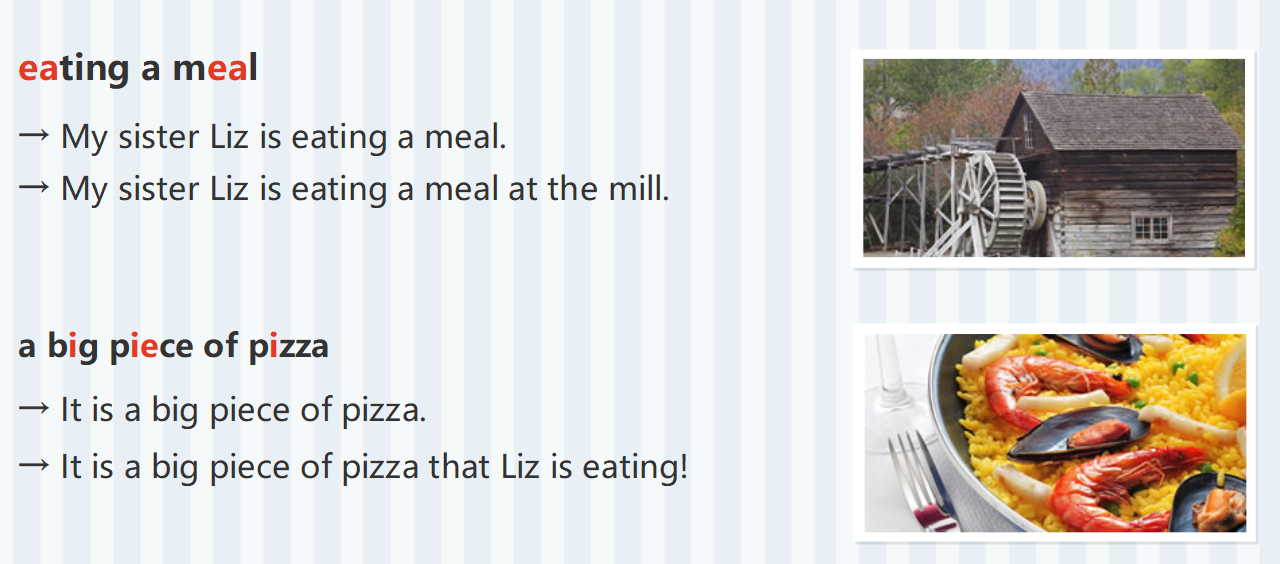 eating a meal
→ My sister Liz is eating a meal.
→ My sister Liz is eating a meal at the mill.
a big piece of pizza
→ It is a big piece of pizza.
→ It is a big piece of pizza that Liz is eating!